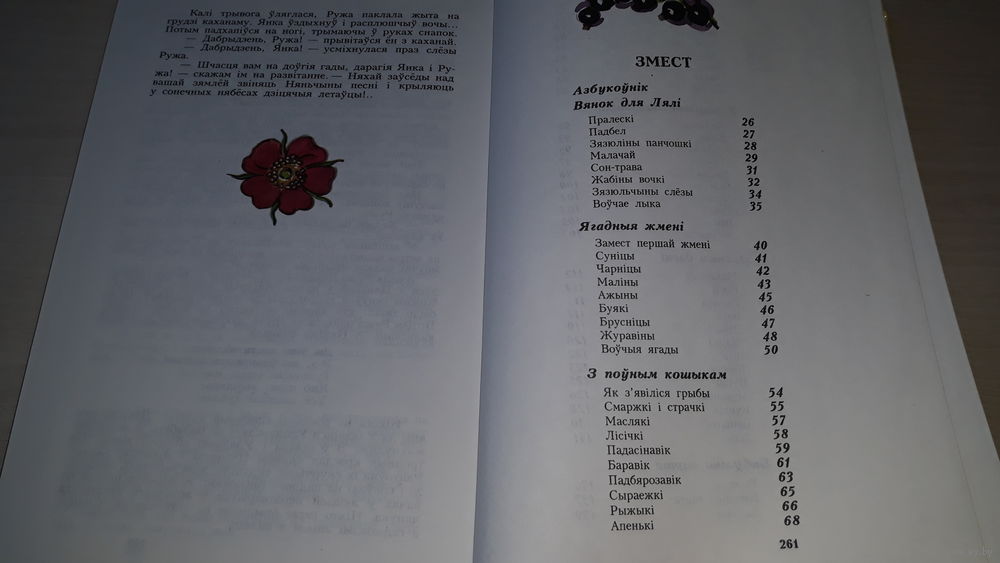 Калі трывога ўляглася, Ружа паклала жыта на
грудзі каханаму. Янка ўздыхнуў і расплюшчыў вочы...
Потым падхапіўся на ногі, трымаючы ў руках снапок.
— Дабрыдзень, Ружа! — прывітаўся ён з каханай.
— Дабрыдзень, Янка! — усміхнулася праз слёзы
Ружа.
— Шчасця вам на доўгія гады, дарагія Янка і Ру-
жа! — скажам ім на развітанне. — Няхай заўсёды над
вашай зямлёй звіняць Няньчыны песні і крыляюць
у сонечных нябёсах дзіцячыя летаўцы!..
ЗМЕСТ
Азбукоўнік
Вянок для Лялі
Пралескі 26
Падбел 27
Зязюліны панчошкі 28
Малачай 29
Сон-трава 31
Жабіны вочкі 32
Зязюльчыны слёзы 34
Воўчае лыка 35
Ягадныя жмені
Замест першай жмені 40
Суніцы 41
Чарніцы 42
Маліны 43
Ажыны 45
Буякі 46
Брусніцы 47
Журавіны 48
Воўчыя ягады 50
З поўным кошыкам
Як з’явіліся грыбы 54
Смаржкі і страчкі 55
Маслякі 57
Лісічкі 58
Падасінавік 59
Баравік 61
Падбярозавік 63
Сыраежкі 65
Рыжыкі 66
Апенькі 68
261